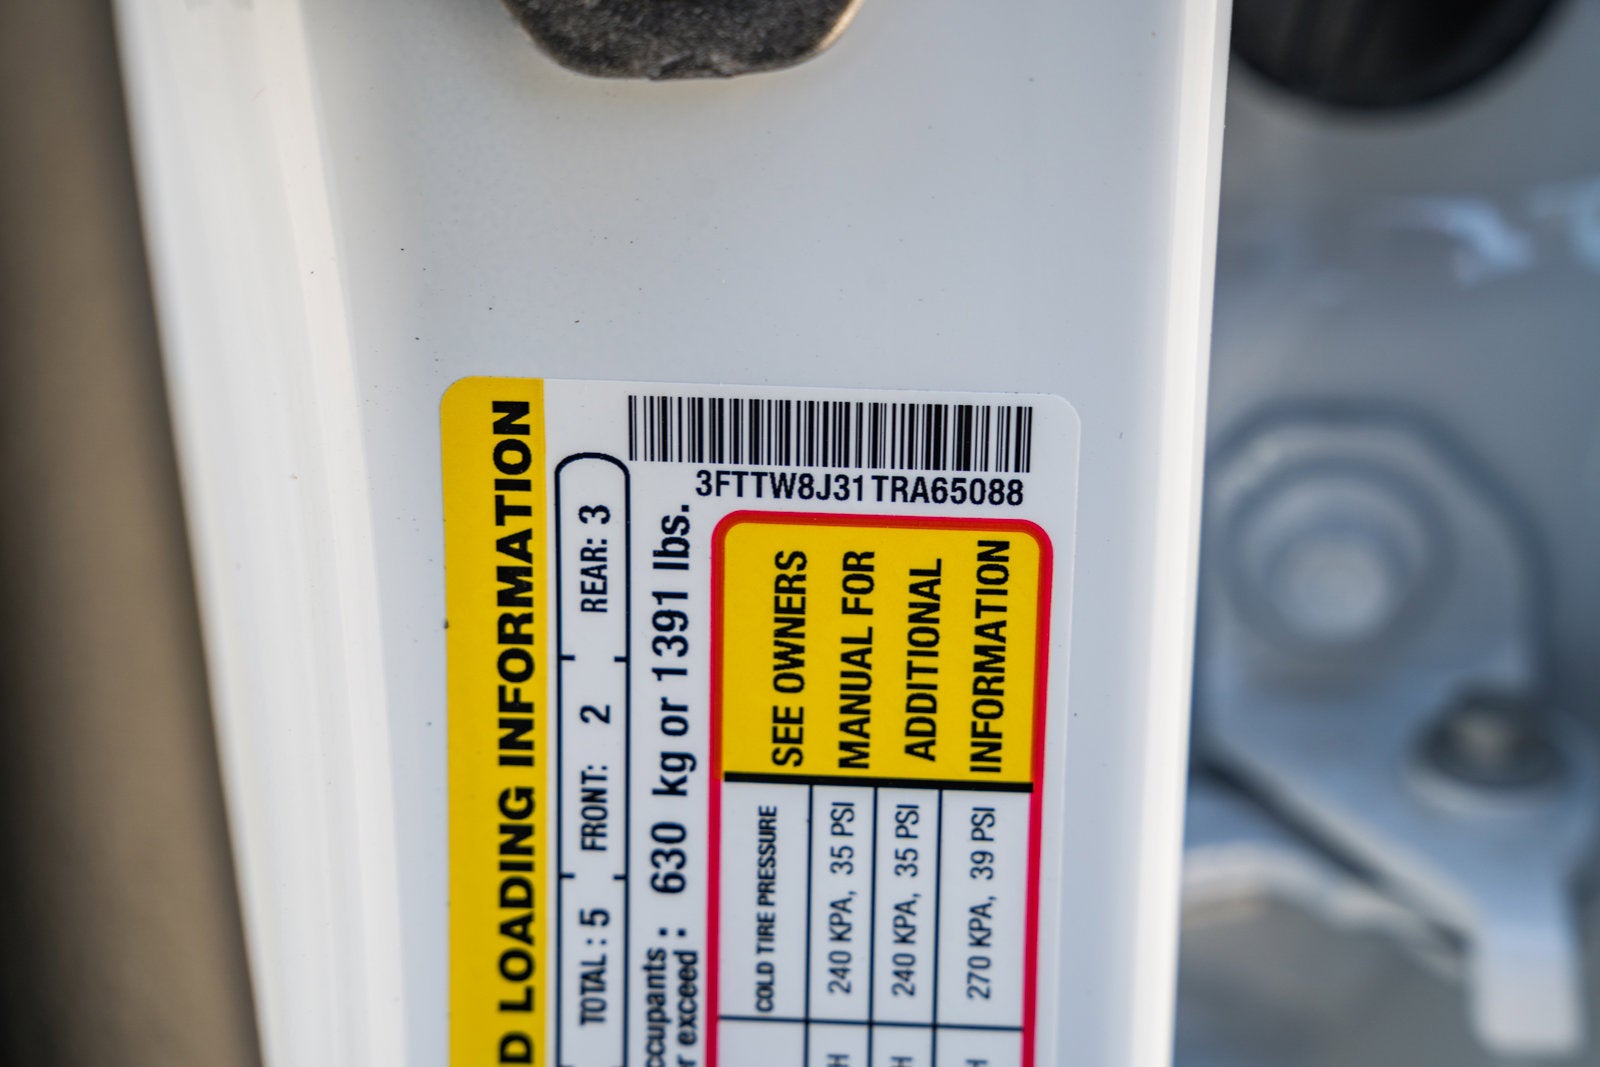 3FTTW8J31TRA65088
D LOADING INFORMATION
TOTAL : 5 FRONT: 2 REAR: 3
ccupants :
r exceed : 630 kg or 1391 lbs.
COLD TIRE PRESSURE
240 KPA, 35 PSI
240 KPA, 35 PSI
270 KPA, 39 PSI
SEE OWNERS
MANUAL FOR
ADDITIONAL
INFORMATION
H
H
H